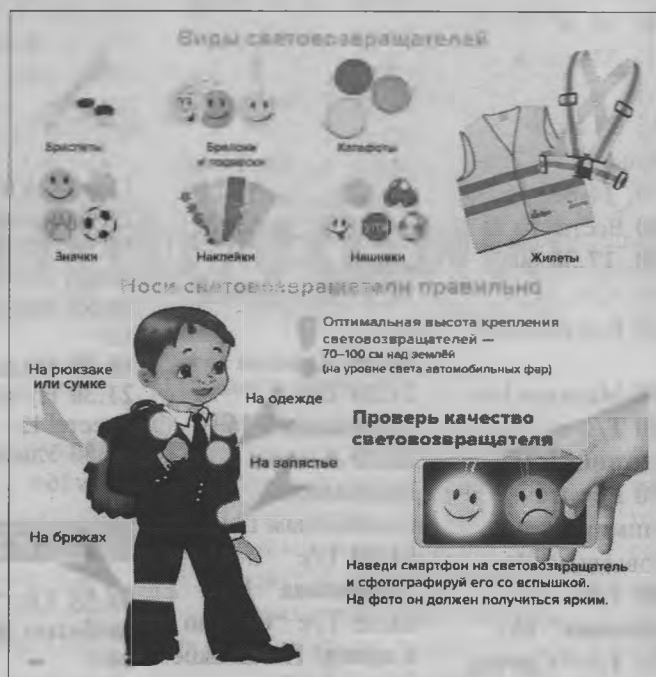 Виды световозвращателей
Браслеты
Брелоки
и подвески
Катафоты
Значки
Наклейки
Нашивки
Жилеты
Носи световозвращатели правильно
Оптимальная высота крепления
световозвращателей —
70–100 см над землёй
(на уровне света автомобильных фар)
На рюкзаке
или сумке
На одежде
На запястье
На брюках
Проверь качество
световозвращателя
Наведи смартфон на световозвращатель
и сфотографируй его со вспышкой.
На фото он должен получиться ярким.